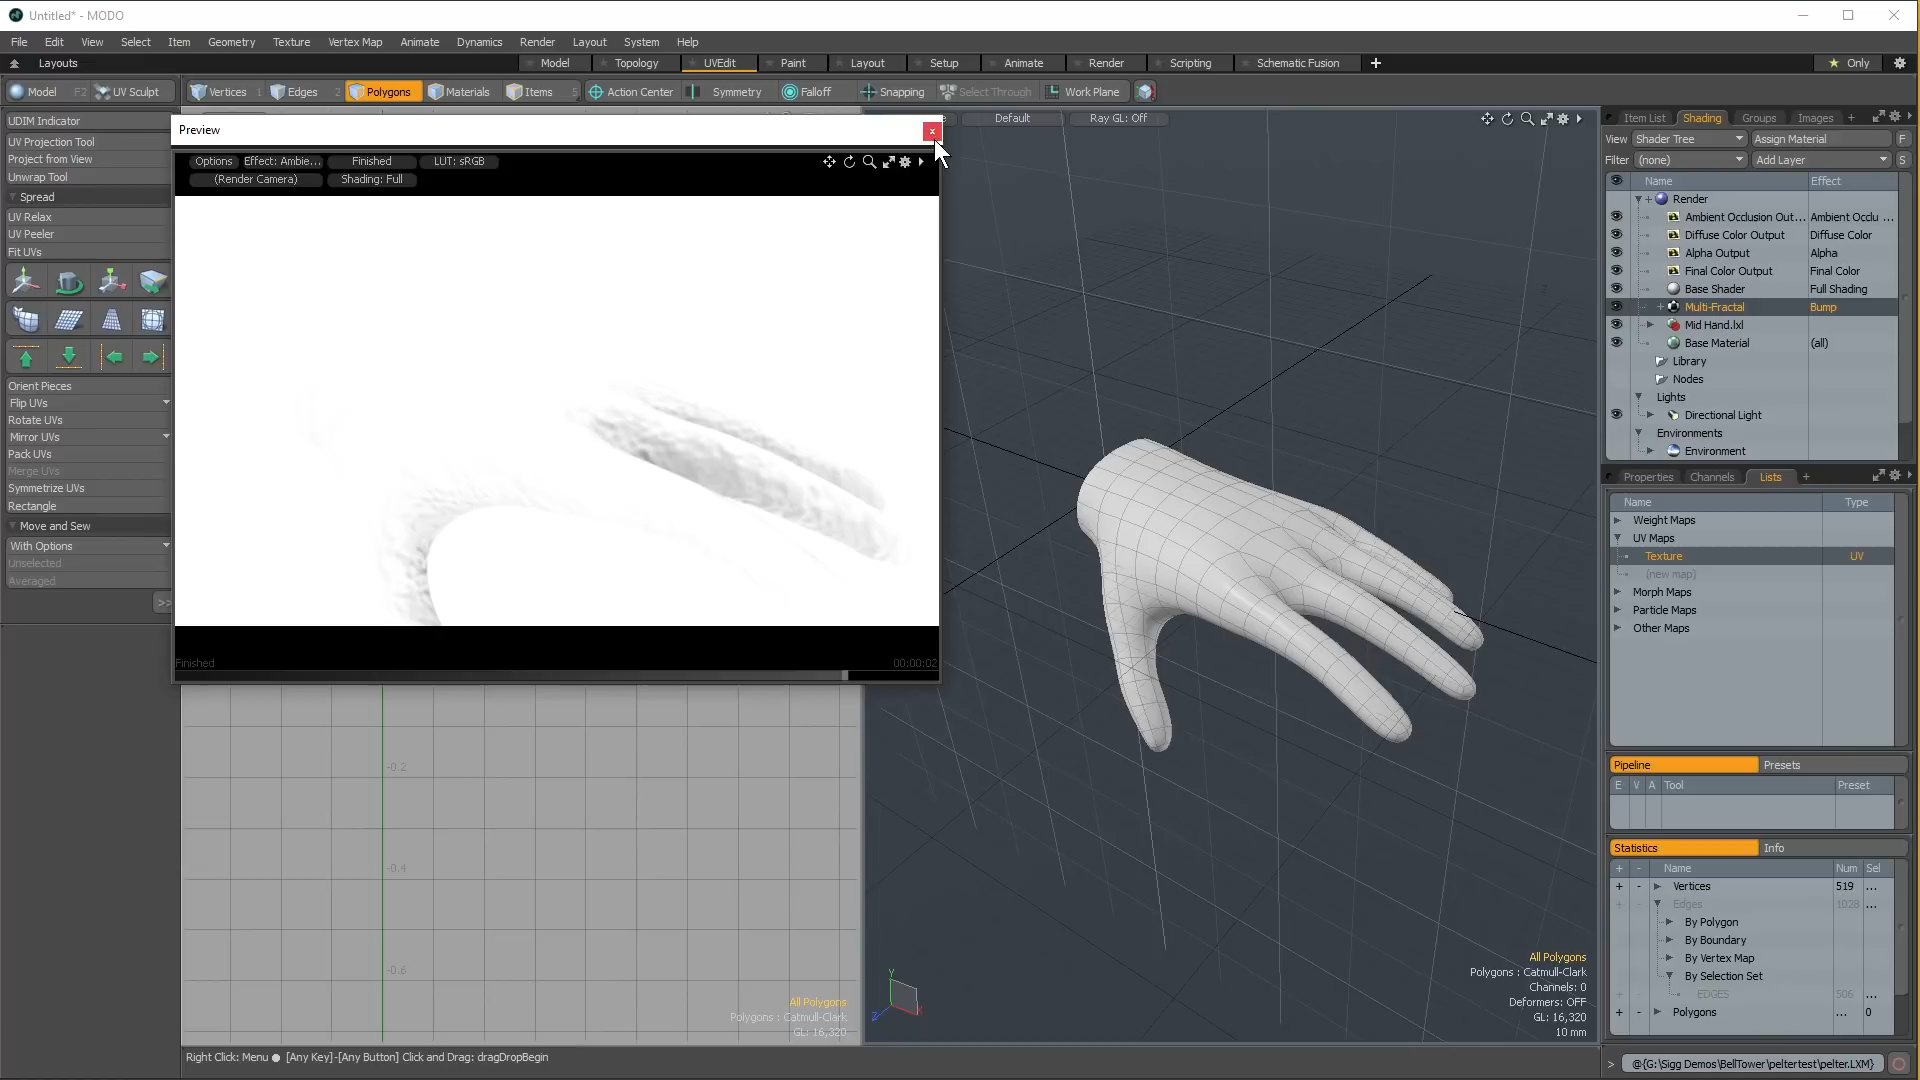 Untitled* - MODO
File Edit View Select Item Geometry Texture Vertex Map Animate Dynamics Render Layout System Help
Layouts Model Topology UVEdit Paint Layout Setup Animate Render Scripting Schematic Fusion Only
Model F2 UV Sculpt Vertices 1 Edges 2 Polygons Materials Items 5 Action Center Symmetry Falloff Snapping Select Through Work Plane
UDIM Indicator
UV Projection Tool
Project from View
Unwrap Tool
Spread
UV Relax
UV Peeler
Fit UVs
Orient Pieces
Flip UVs
Rotate UVs
Mirror UVs
Pack UVs
Merge UVs
Symmetrize UVs
Rectangle
Move and Sew
With Options
Unselected
Averaged
>>
Preview
Options Effect: Ambie... Finished LUT: sRGB
(Render Camera) Shading: Full
Finished 00:00:02
-0.2
-0.4
-0.6
All Polygons
Polygons : Catmull-Clark
GL: 16,320
Default Ray GL: Off
Y
X
Z
All Polygons
Polygons : Catmull-Clark
Channels: 0
Deformers: OFF
GL: 16,320
10 mm
Item List Shading Groups Images +
View Shader Tree Assign Material F
Filter (none) Add Layer S
Name Effect
Render
Ambient Occlusion Out... Ambient Occlu ...
Diffuse Color Output Diffuse Color
Alpha Output Alpha
Final Color Output Final Color
Base Shader Full Shading
Multi-Fractal Bump
Mid Hand.lxl
Base Material (all)
Library
Nodes
Lights
Directional Light
Environments
Environment
Properties Channels Lists +
Name Type
Weight Maps
UV Maps
Texture UV
(new map)
Morph Maps
Particle Maps
Other Maps
Pipeline Presets
E V A Tool Preset
Statistics Info
+ - Name Num Sel
+ - Vertices 519 ...
+ - Edges 1028 ...
By Polygon
By Boundary
By Vertex Map
By Selection Set
+ - EDGES 506 ...
+ - Polygons ... 0
Right Click: Menu ● [Any Key]-[Any Button] Click and Drag: dragDropBegin
> @{G:\Sigg Demos\BellTower\peltertest\pelter.LXM}